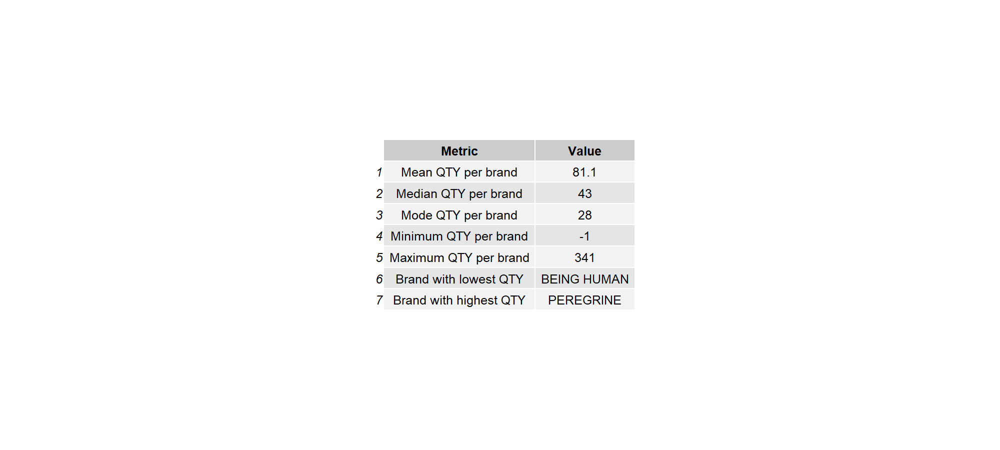 Metric Value
1 Mean QTY per brand 81.1
2 Median QTY per brand 43
3 Mode QTY per brand 28
4 Minimum QTY per brand -1
5 Maximum QTY per brand 341
6 Brand with lowest QTY BEING HUMAN
7 Brand with highest QTY PEREGRINE